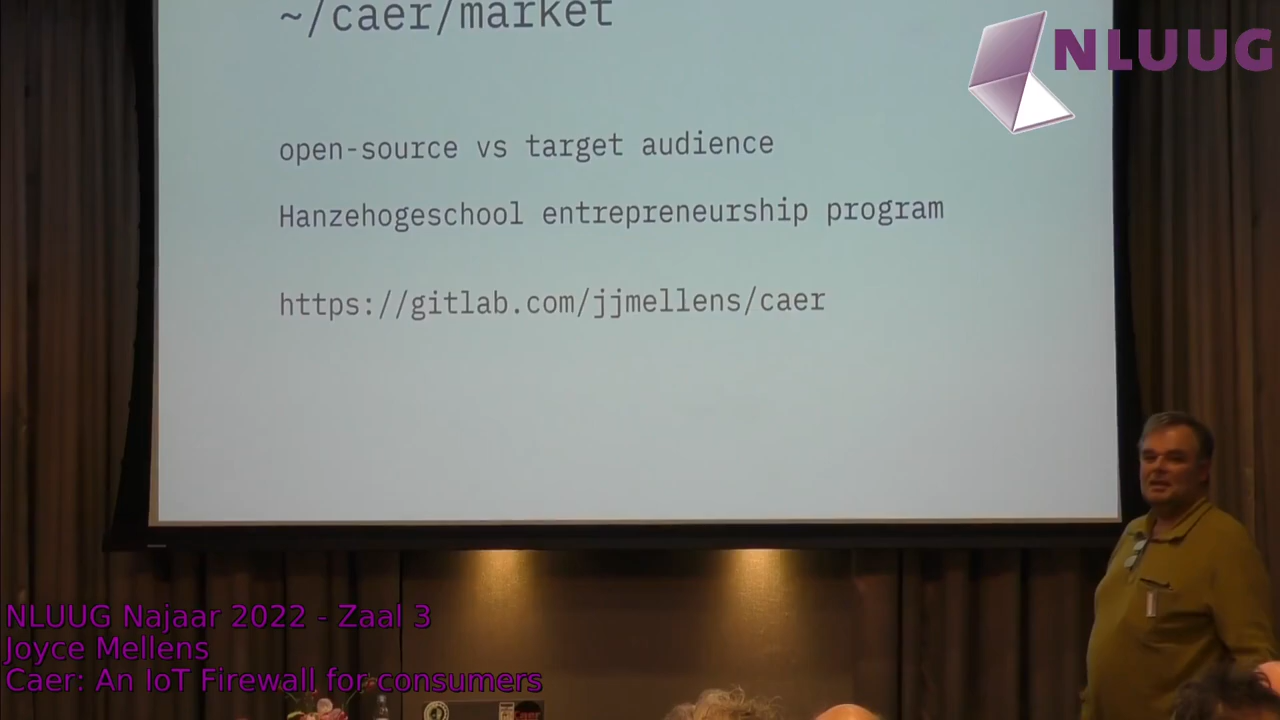 ~/caer/market
NLUUG
open-source vs target audience
Hanzehogeschool entrepreneurship program
https://gitlab.com/jjmellens/caer
NLUUG Najaar 2022 - Zaal 3
Joyce Mellens
Caer: An IoT Firewall for consumers